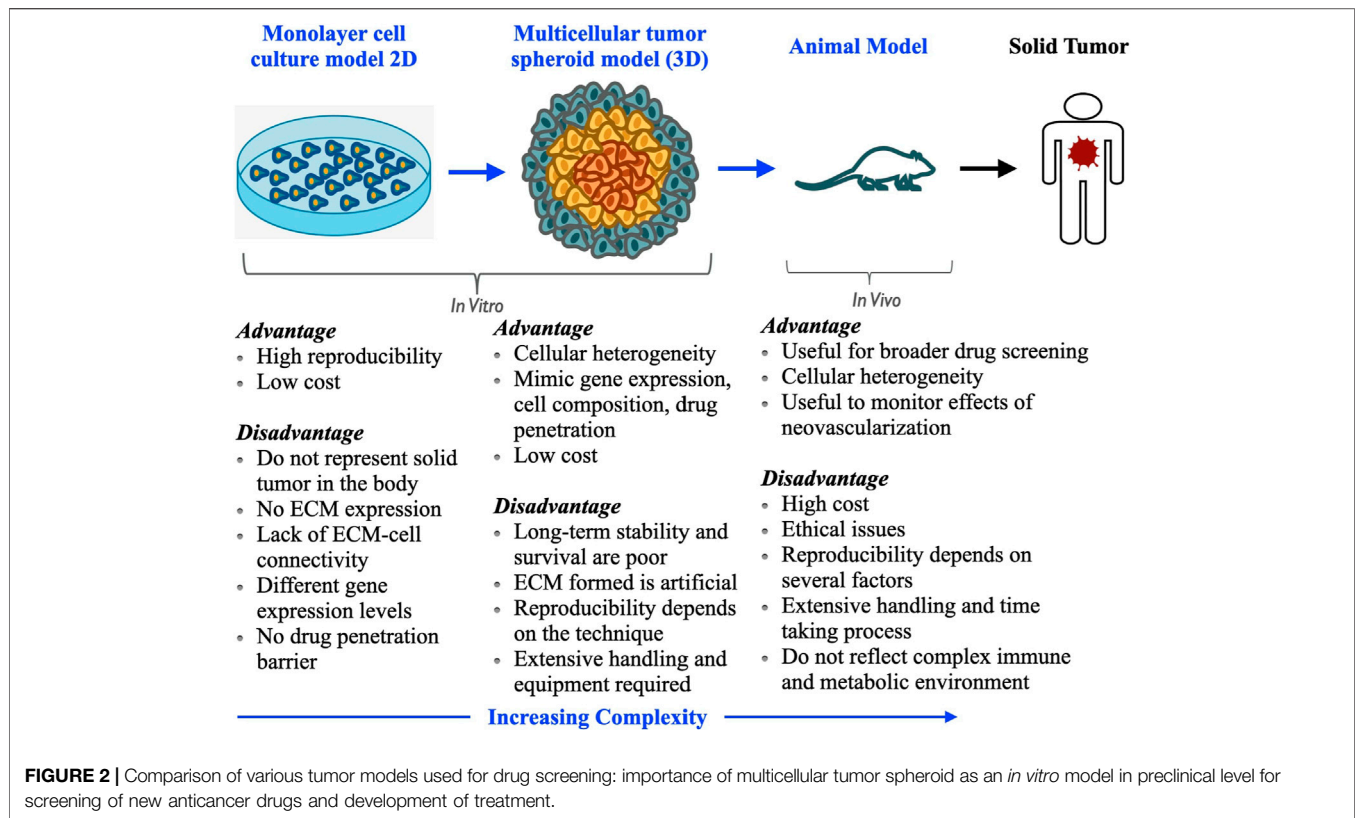 Monolayer cell
culture model 2D
Multicellular tumor
spheroid model (3D)
Animal Model
Solid Tumor
In Vitro
In Vivo
Advantage
• High reproducibility
• Low cost
Disadvantage
• Do not represent solid
tumor in the body
• No ECM expression
• Lack of ECM-cell
connectivity
• Different gene
expression levels
• No drug penetration
barrier
Advantage
• Cellular heterogeneity
• Mimic gene expression,
cell composition, drug
penetration
• Low cost
Disadvantage
• Long-term stability and
survival are poor
• ECM formed is artificial
• Reproducibility depends
on the technique
• Extensive handling and
equipment required
Advantage
• Useful for broader drug screening
• Cellular heterogeneity
• Useful to monitor effects of
neovascularization
Disadvantage
• High cost
• Ethical issues
• Reproducibility depends on
several factors
• Extensive handling and time
taking process
• Do not reflect complex immune
and metabolic environment
Increasing Complexity
FIGURE 2 | Comparison of various tumor models used for drug screening: importance of multicellular tumor spheroid as an in vitro model in preclinical level for
screening of new anticancer drugs and development of treatment.